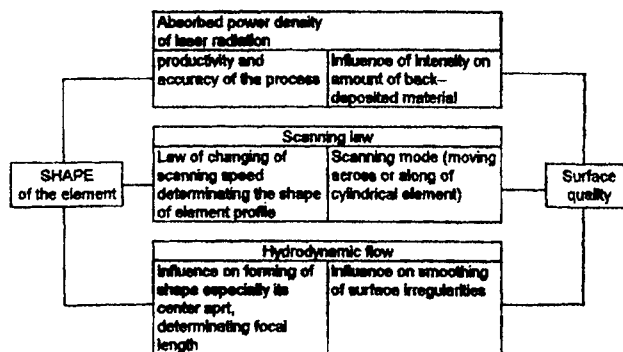 Absorbed power density
of laser radiation
productivity and
accuracy of the process
Influence of intensity on
amount of back-
deposited material
Scanning law
SHAPE
of the element
Law of changing of
scanning speed
determinating the shape
of element profile
Scanning mode (moving
across or along of
cylindrical element)
Surface
quality
Hydrodynamic flow
Influence on forming of
shape especially its
center aprt,
determinating focal
length
Influence on smoothing
of surface irregularities